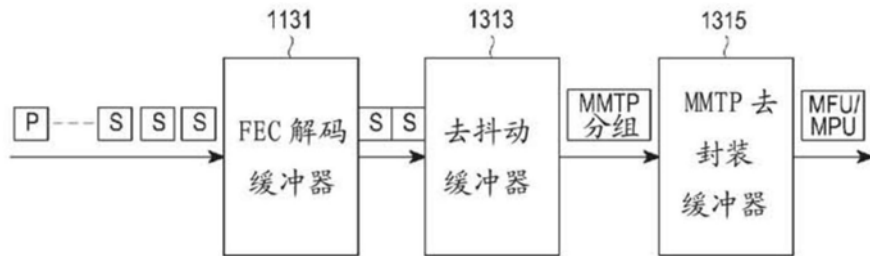 1131
1313
1315
P S S S
FEC 解码
缓冲器
S S
去抖动
缓冲器
MMTP
分组
MMTP 去
封装
缓冲器
MFU/
MPU